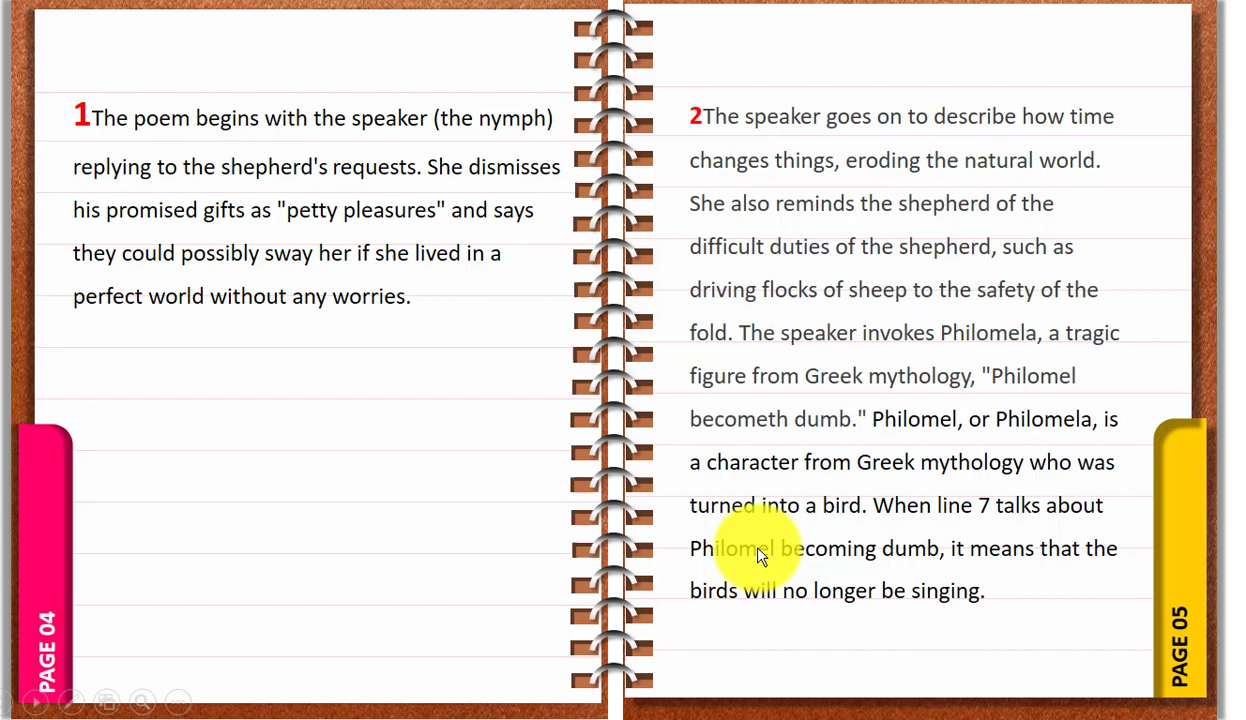 1The poem begins with the speaker (the nymph)
replying to the shepherd's requests. She dismisses
his promised gifts as "petty pleasures" and says
they could possibly sway her if she lived in a
perfect world without any worries.
PAGE 04
2The speaker goes on to describe how time
changes things, eroding the natural world.
She also reminds the shepherd of the
difficult duties of the shepherd, such as
driving flocks of sheep to the safety of the
fold. The speaker invokes Philomela, a tragic
figure from Greek mythology, "Philomel
becometh dumb." Philomel, or Philomela, is
a character from Greek mythology who was
turned into a bird. When line 7 talks about
Philomel becoming dumb, it means that the
birds will no longer be singing.
PAGE 05